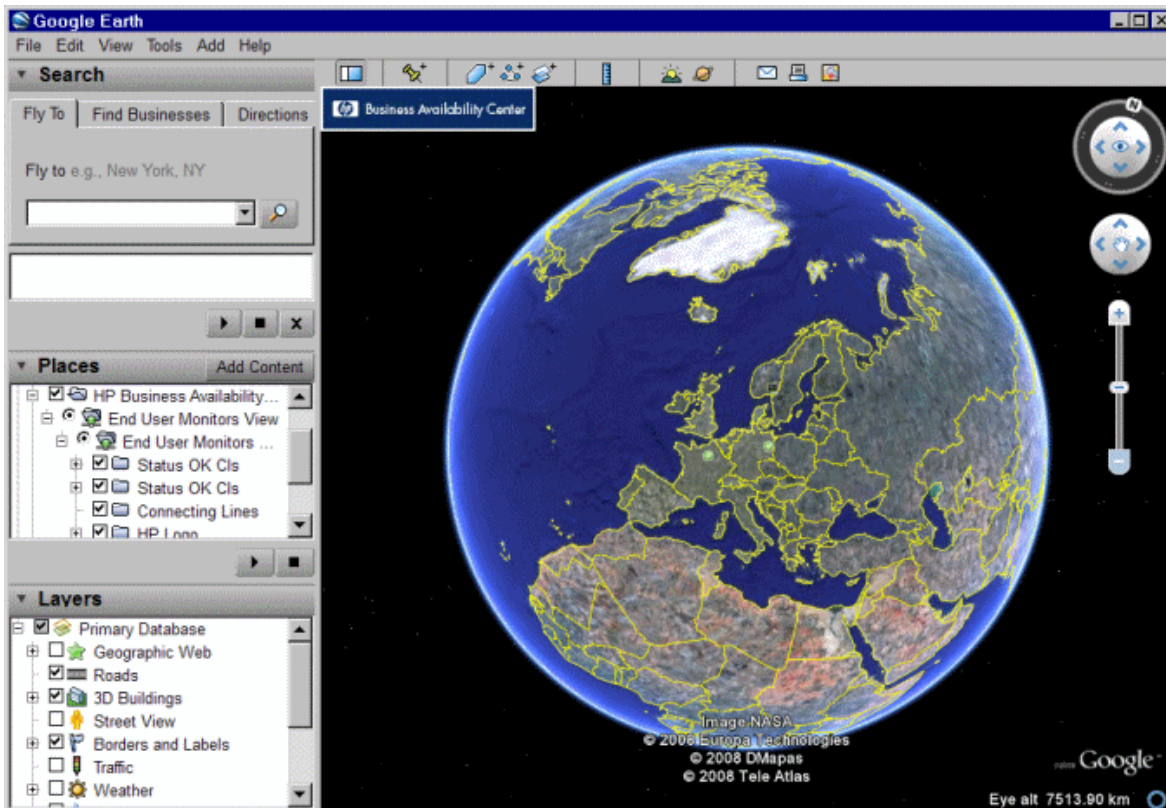 Google Earth
File Edit View Tools Add Help
Search
Fly To Find Businesses Directions
Fly to e.g., New York, NY
Places Add Content
HP Business Availability...
End User Monitors View
End User Monitors ...
Status OK CIs
Status OK CIs
Connecting Lines
HP Logo
Layers
Primary Database
Geographic Web
Roads
3D Buildings
Street View
Borders and Labels
Traffic
Weather
hp Business Availability Center
N
Image NASA
© 2008 Europa Technologies
© 2008 DMapas
© 2008 Tele Atlas
Google
Eye alt 7513.90 km